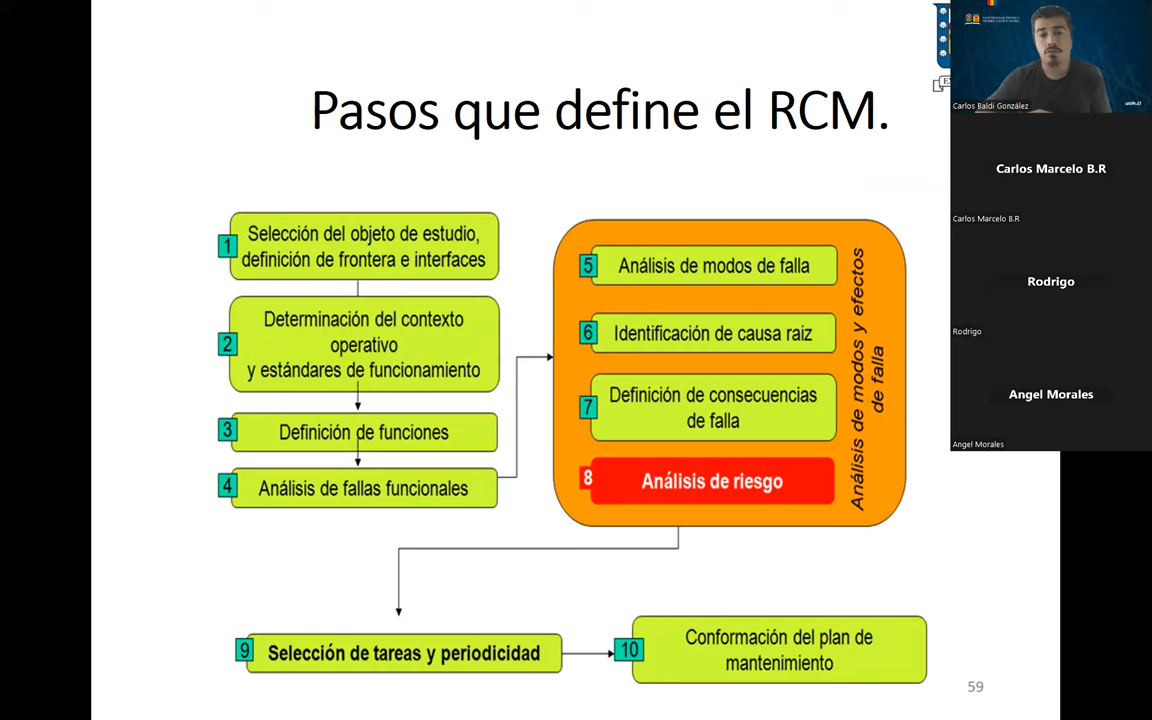 Pasos que define el RCM.
1
Selección del objeto de estudio,
definición de frontera e interfaces
2
Determinación del contexto
operativo
y estándares de funcionamiento
3
Definición de funciones
4
Análisis de fallas funcionales
5
Análisis de modos de falla
6
Identificación de causa raiz
7
Definición de consecuencias
de falla
8
Análisis de riesgo
Análisis de modos y efectos
de falla
9
Selección de tareas y periodicidad
10
Conformación del plan de
mantenimiento
59
usm.cl
Carlos Baldi González
Carlos Marcelo B.R
Carlos Marcelo B.R
Rodrigo
Rodrigo
Angel Morales
Angel Morales